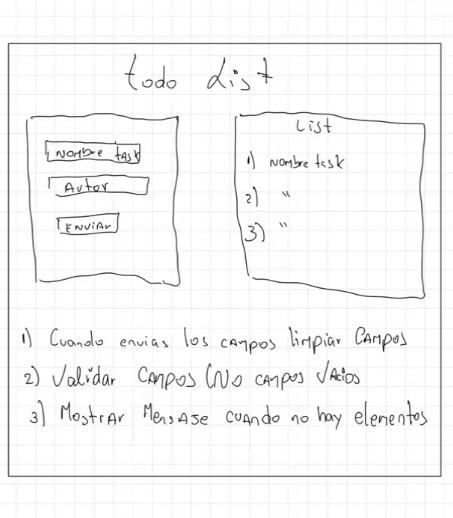 todo List
Nombre task
Autor
Enviar
List
1) Nombre task
2) "
3) "
1) Cuando envias los campos limpiar Campos
2) Validar Campos (No campos Vacios
3) Mostrar Mensase cuando no hay elementos